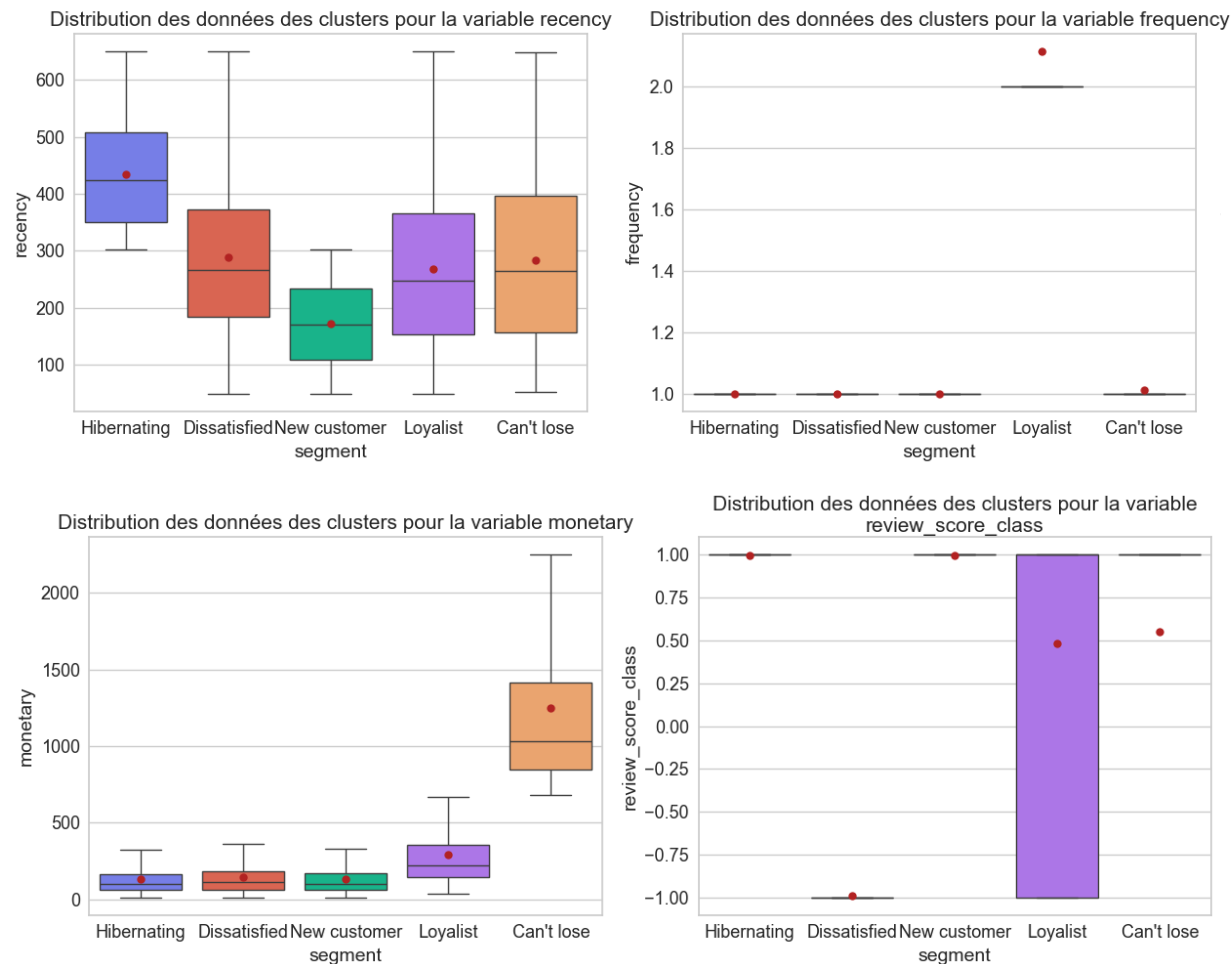 Distribution des données des clusters pour la variable recency
600
500
400
300
200
100
recency
Hibernating Dissatisfied New customer Loyalist Can't lose
segment
Distribution des données des clusters pour la variable frequency
2.0
1.8
1.6
1.4
1.2
1.0
frequency
Hibernating Dissatisfied New customer Loyalist Can't lose
segment
Distribution des données des clusters pour la variable monetary
2000
1500
1000
500
0
monetary
Hibernating Dissatisfied New customer Loyalist Can't lose
segment
Distribution des données des clusters pour la variable
review_score_class
1.00
0.75
0.50
0.25
0.00
−0.25
−0.50
−0.75
−1.00
review_score_class
Hibernating Dissatisfied New customer Loyalist Can't lose
segment